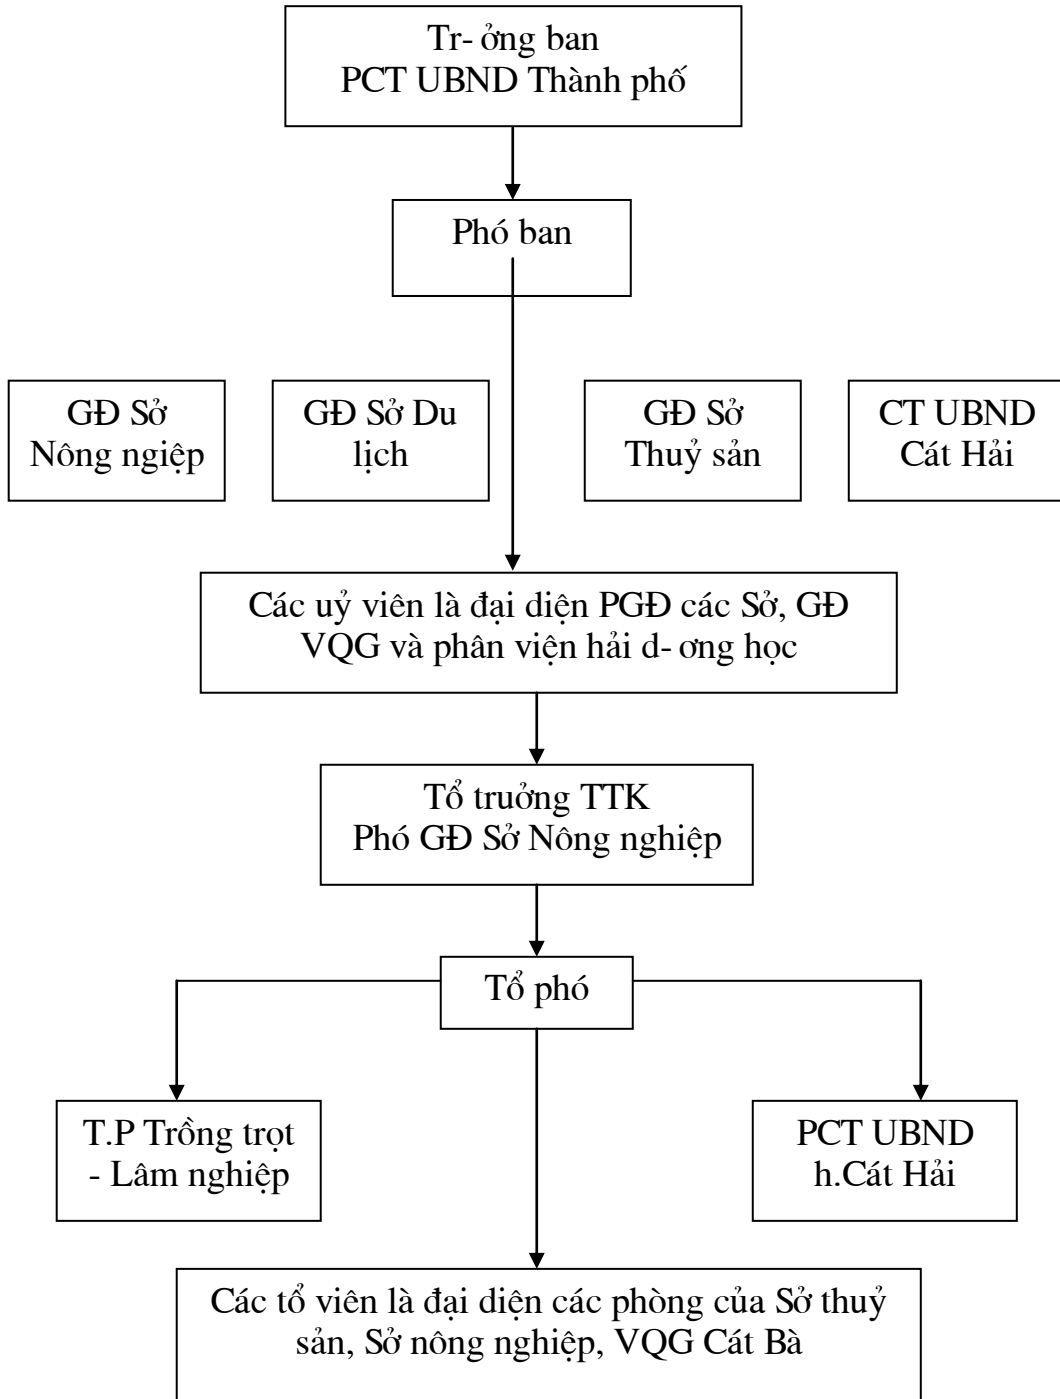 Tr- ởng ban
PCT UBND Thành phố
Phó ban
GĐ Sở
Nông ngiệp
GĐ Sở Du
lịch
GĐ Sở
Thuỷ sản
CT UBND
Cát Hải
Các uỷ viên là đại diện PGĐ các Sở, GĐ
VQG và phân viện hải d- ơng học
Tổ truởng TTK
Phó GĐ Sở Nông nghiệp
Tổ phó
T.P Trồng trọt
- Lâm nghiệp
PCT UBND
h.Cát Hải
Các tổ viên là đại diện các phòng của Sở thuỷ
sản, Sở nông nghiệp, VQG Cát Bà